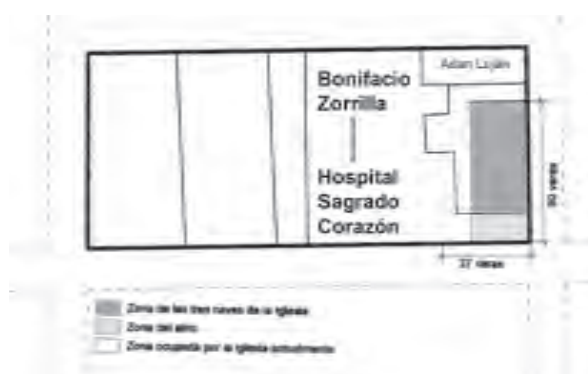 Adan Luján
Bonifacio
Zorrilla
Hospital
Sagrado
Corazón
varas
37 varas
Zona de las tres naves de la iglesia
Zona del atrio
Zona ocupada por la iglesia actualmente